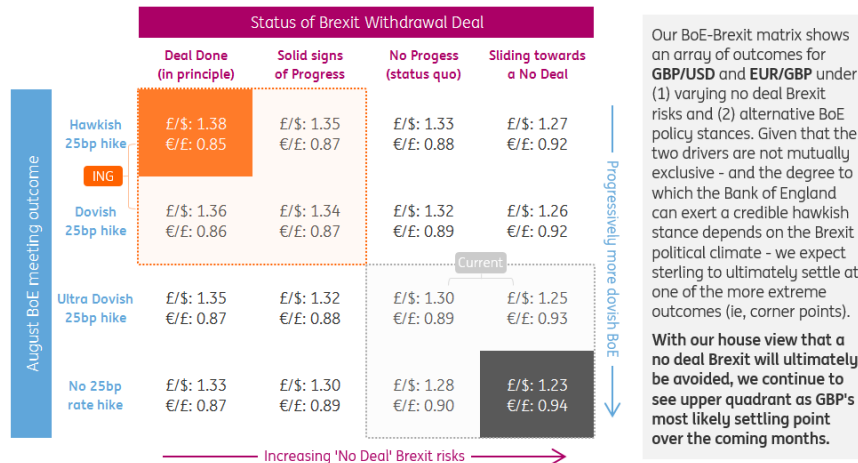 Status of Brexit Withdrawal Deal
Deal Done
(in principle)
Solid signs
of Progress
No Progess
(status quo)
Sliding towards
a No Deal
August BoE meeting outcome
Hawkish
25bp hike
£/$: 1.38
€/£: 0.85
£/$: 1.35
€/£: 0.87
£/$: 1.33
€/£: 0.88
£/$: 1.27
€/£: 0.92
ING
Dovish
25bp hike
£/$: 1.36
€/£: 0.86
£/$: 1.34
€/£: 0.87
£/$: 1.32
€/£: 0.89
£/$: 1.26
€/£: 0.92
Current
Ultra Dovish
25bp hike
£/$: 1.35
€/£: 0.87
£/$: 1.32
€/£: 0.88
£/$: 1.30
€/£: 0.89
£/$: 1.25
€/£: 0.93
No 25bp
rate hike
£/$: 1.33
€/£: 0.87
£/$: 1.30
€/£: 0.89
£/$: 1.28
€/£: 0.90
£/$: 1.23
€/£: 0.94
Progressively more dovish BoE
Increasing 'No Deal' Brexit risks
Our BoE-Brexit matrix shows
an array of outcomes for
GBP/USD and EUR/GBP under
(1) varying no deal Brexit
risks and (2) alternative BoE
policy stances. Given that the
two drivers are not mutually
exclusive - and the degree to
which the Bank of England
can exert a credible hawkish
stance depends on the Brexit
political climate - we expect
sterling to ultimately settle at
one of the more extreme
outcomes (ie, corner points).
With our house view that a
no deal Brexit will ultimately
be avoided, we continue to
see upper quadrant as GBP's
most likely settling point
over the coming months.